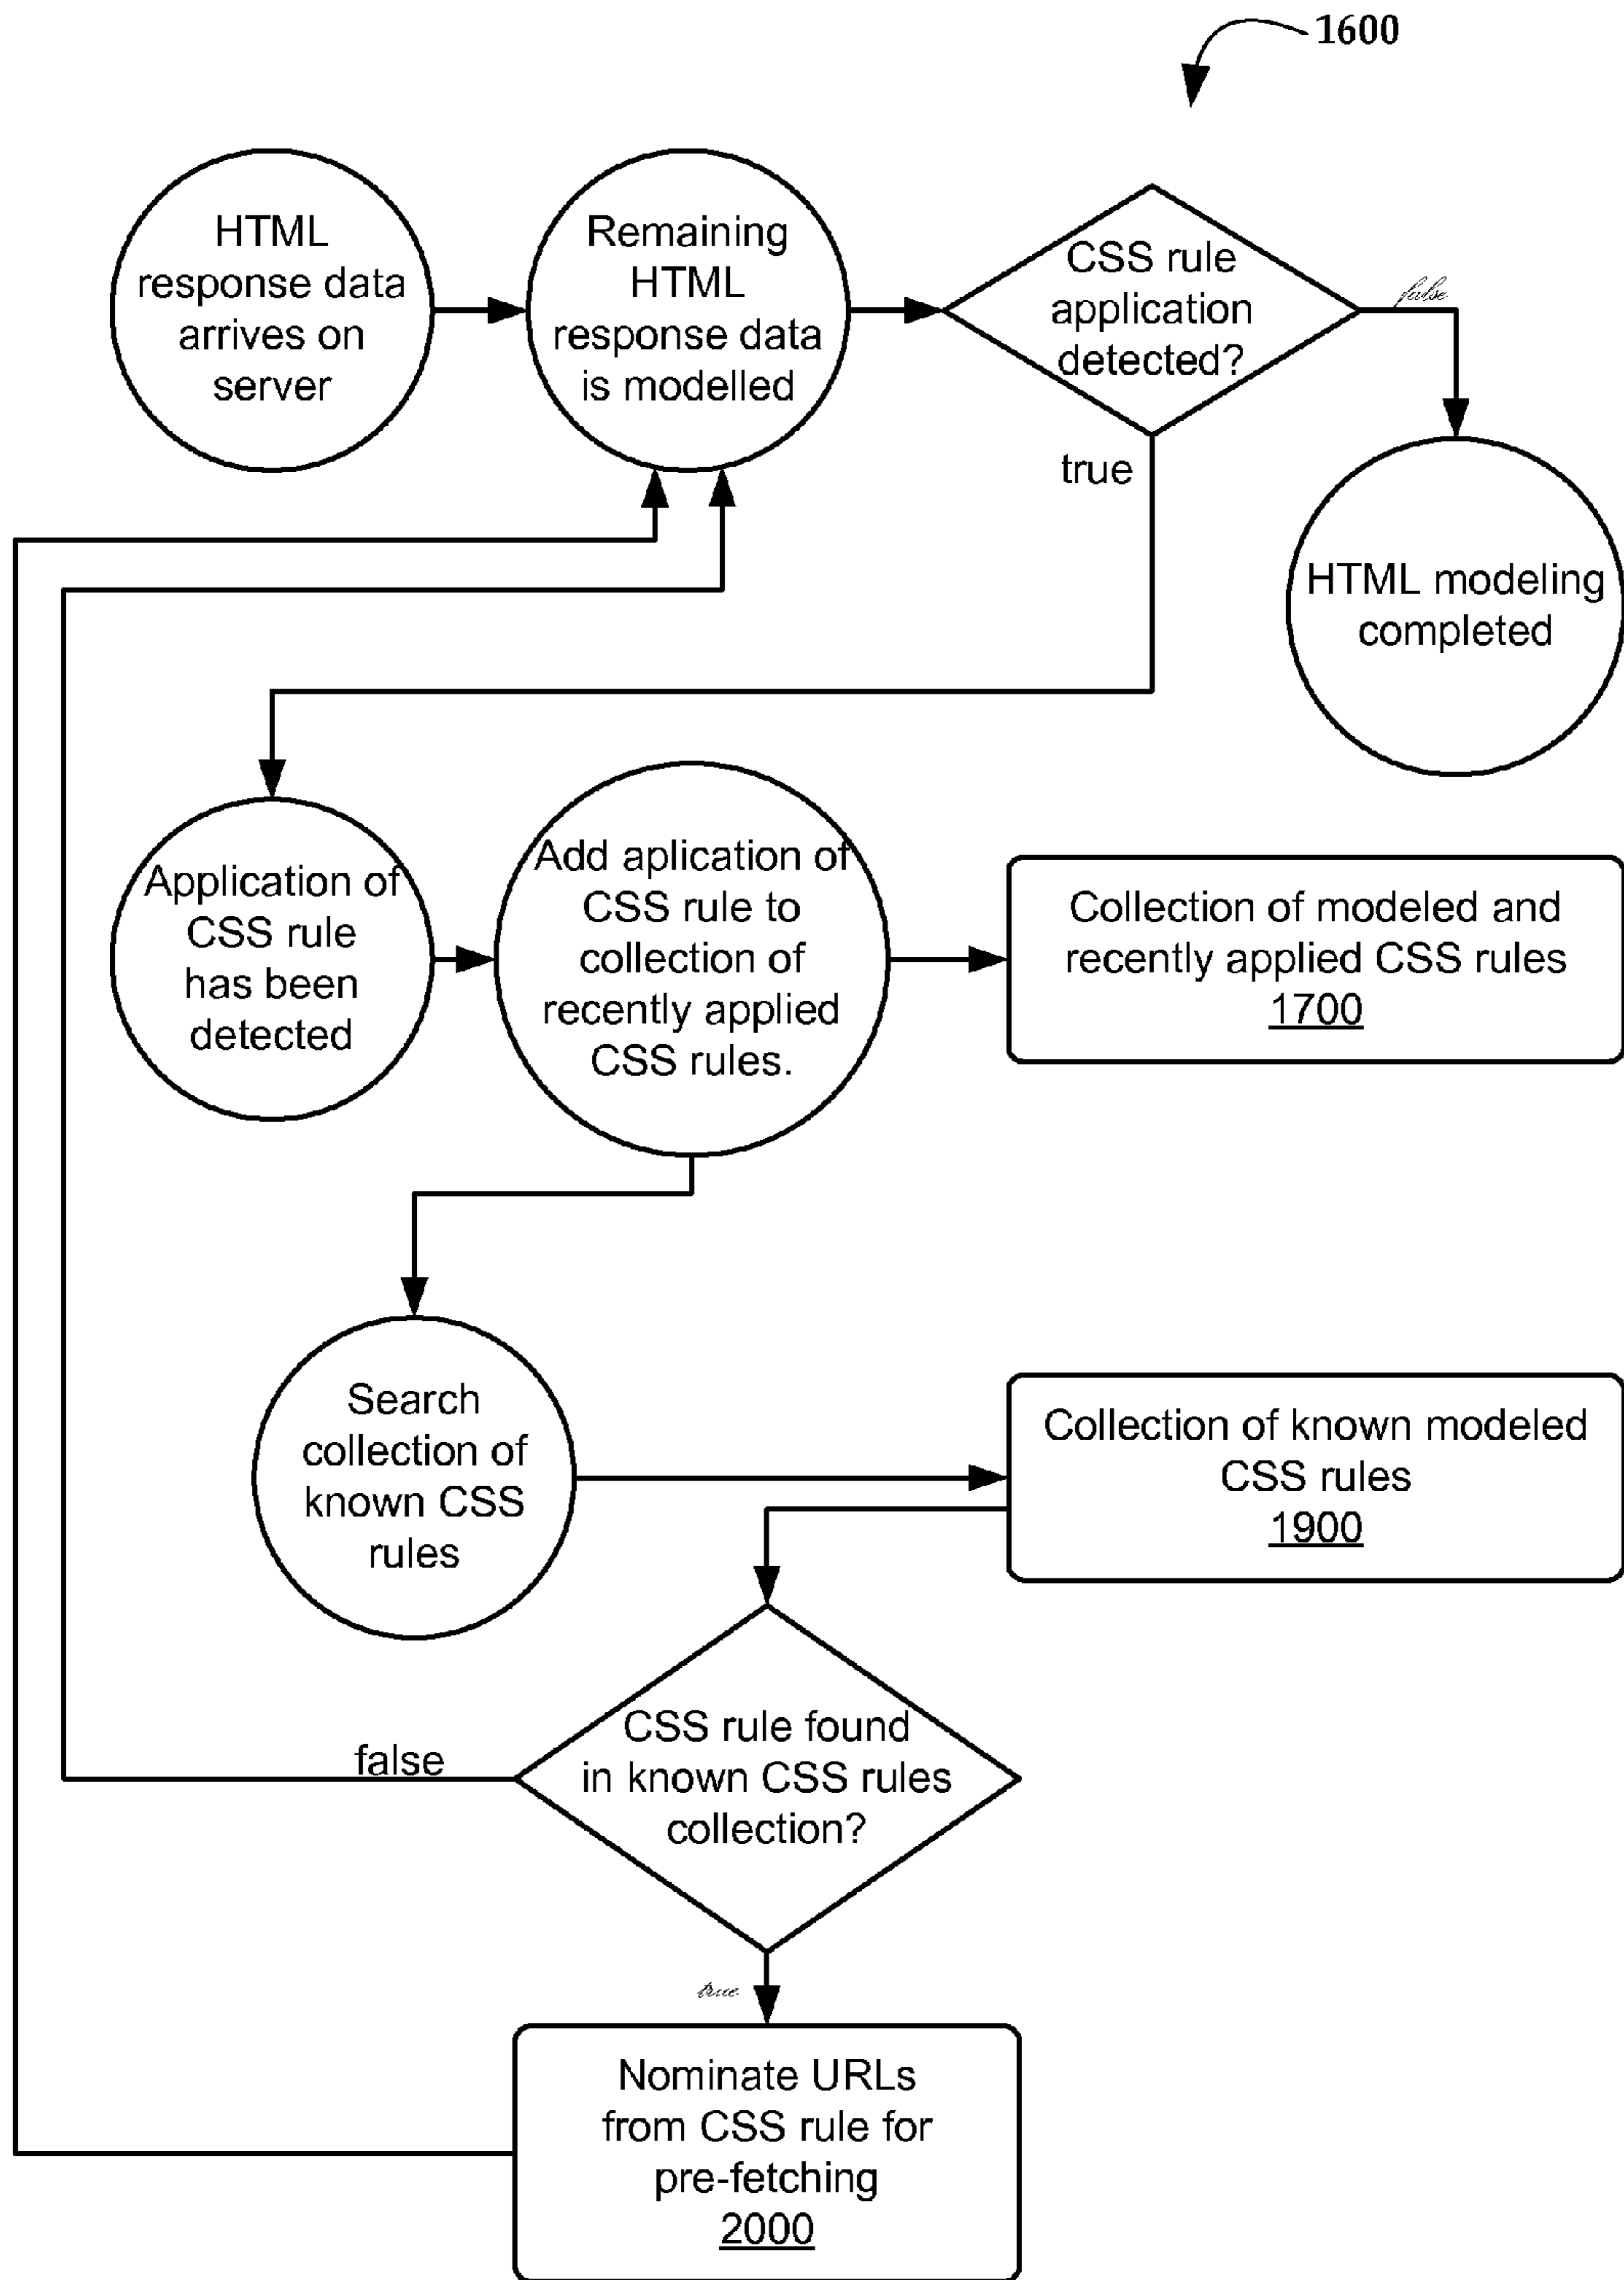 1600
HTML
response data
arrives on
server
Remaining
HTML
response data
is modelled
CSS rule
application
detected?
false
true
HTML modeling
completed
Application of
CSS rule
has been
detected
Add aplication of
CSS rule to
collection of
recently applied
CSS rules.
Collection of modeled and
recently applied CSS rules
1700
Search
collection of
known CSS
rules
Collection of known modeled
CSS rules
1900
CSS rule found
in known CSS rules
collection?
false
true
Nominate URLs
from CSS rule for
pre-fetching
2000